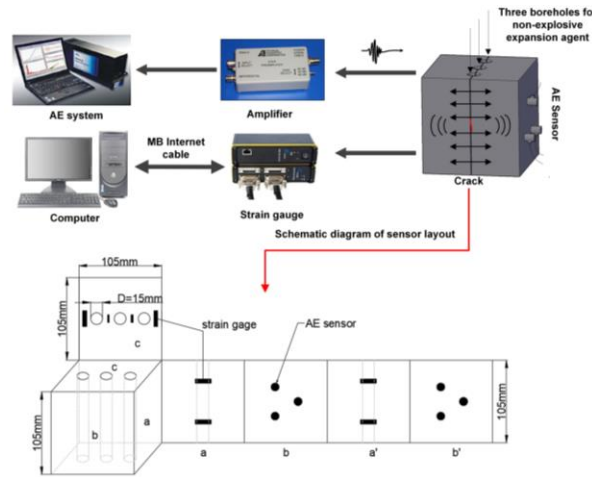 Three boreholes for
non-explosive
expansion agent
AE system
Amplifier
AE Sensor
MB Internet
cable
Computer
Strain gauge
Crack
Schematic diagram of sensor layout
105mm
105mm
D=15mm
strain gage
AE sensor
c
c
105mm
a
b
105mm
a
b
a'
b'